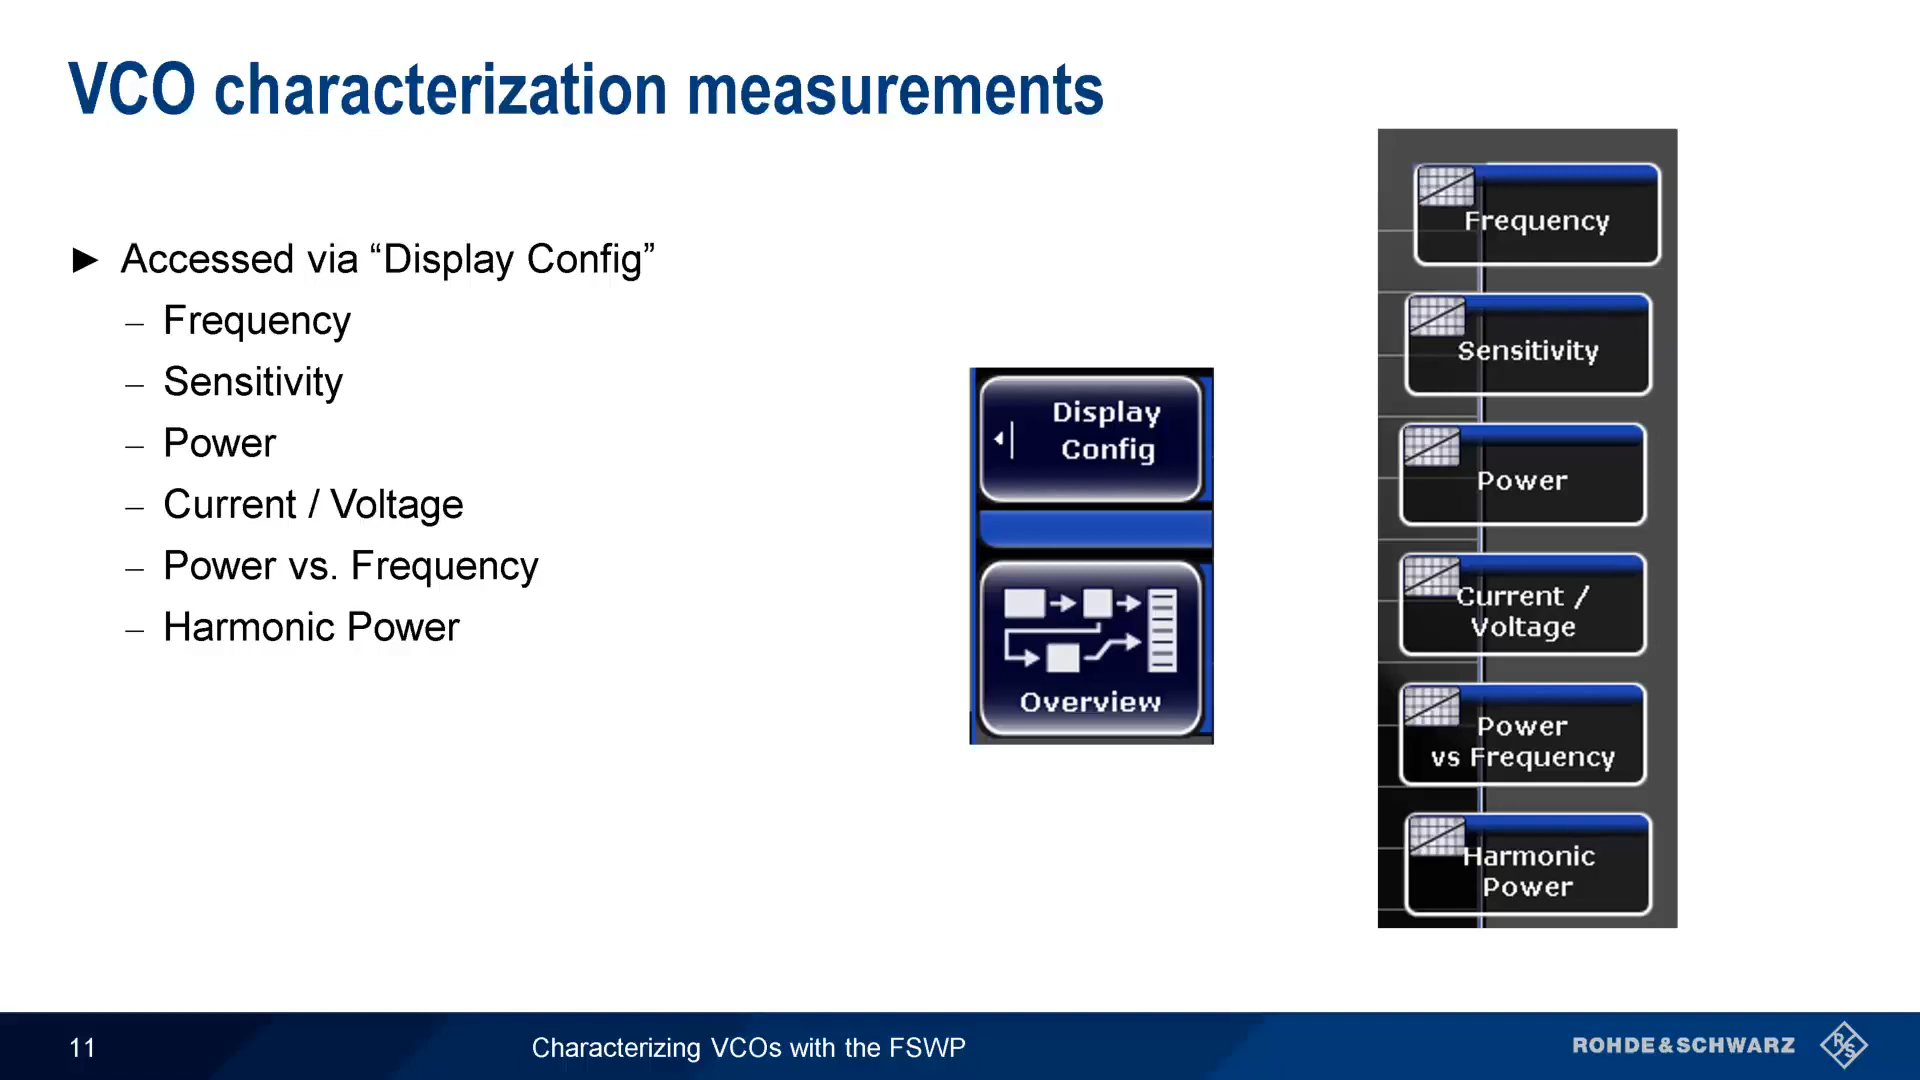 VCO characterization measurements
► Accessed via “Display Config”
– Frequency
– Sensitivity
– Power
– Current / Voltage
– Power vs. Frequency
– Harmonic Power
Display
Config
Overview
Frequency
Sensitivity
Power
Current /
Voltage
Power
vs Frequency
Harmonic
Power
11
Characterizing VCOs with the FSWP
ROHDE&SCHWARZ
R
S